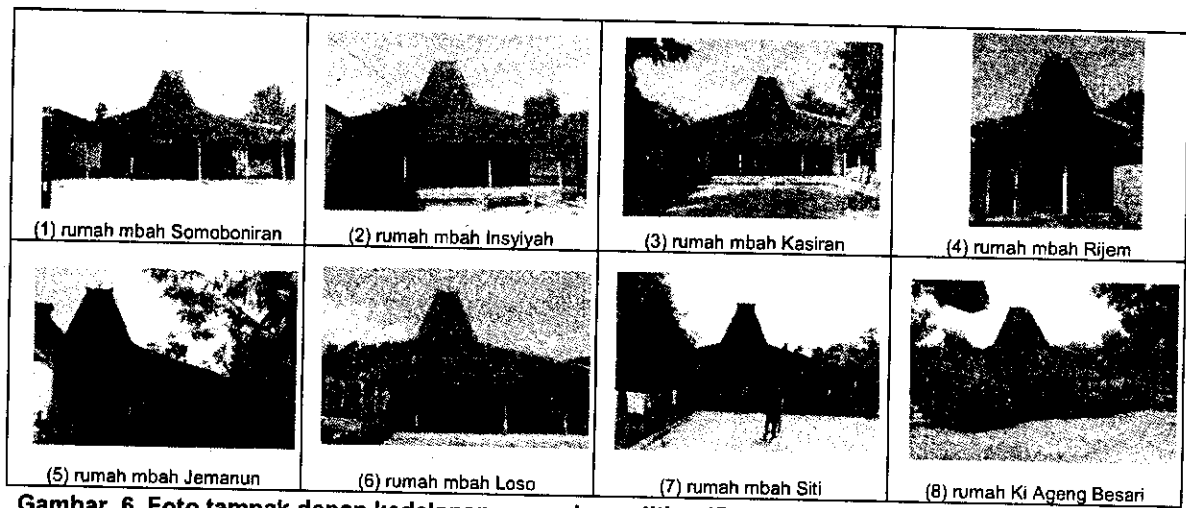 (1) rumah mbah Somoboniran
(2) rumah mbah Insyiyah
(3) rumah mbah Kasiran
(4) rumah mbah Rijem
(5) rumah mbah Jemanun
(6) rumah mbah Loso
(7) rumah mbah Siti
(8) rumah Ki Ageng Besari
Gambar 6. Foto tampak depan kedelapan